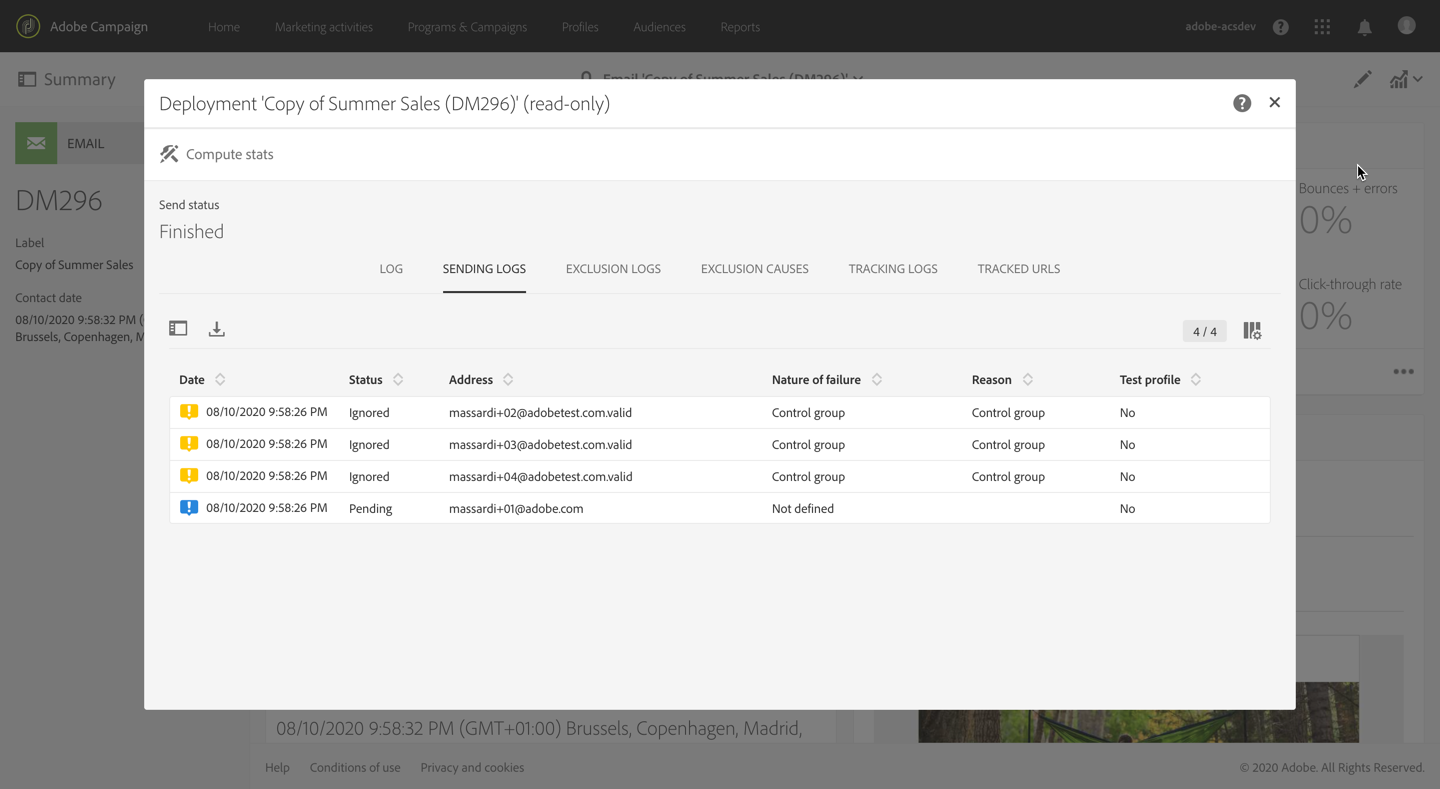 Adobe Campaign Home Marketing activities Programs & Campaigns Profiles Audiences Reports adobe-acsdev
Summary Email 'Copy of Summer Sales (DM296)'
Deployment 'Copy of Summer Sales (DM296)' (read-only)
Compute stats
EMAIL
DM296
Label
Copy of Summer Sales
Contact date
08/10/2020 9:58:32 PM (
Brussels, Copenhagen, M
Bounces + errors
0%
Click-through rate
0%
Send status
Finished
LOG SENDING LOGS EXCLUSION LOGS EXCLUSION CAUSES TRACKING LOGS TRACKED URLS
4 / 4
Date Status Address Nature of failure Reason Test profile
08/10/2020 9:58:26 PM Ignored massardi+02@adobetest.com.valid Control group Control group No
08/10/2020 9:58:26 PM Ignored massardi+03@adobetest.com.valid Control group Control group No
08/10/2020 9:58:26 PM Ignored massardi+04@adobetest.com.valid Control group Control group No
08/10/2020 9:58:26 PM Pending massardi+01@adobe.com Not defined No
08/10/2020 9:58:32 PM (GMT+01:00) Brussels, Copenhagen, Madrid,
Help Conditions of use Privacy and cookies © 2020 Adobe. All Rights Reserved.